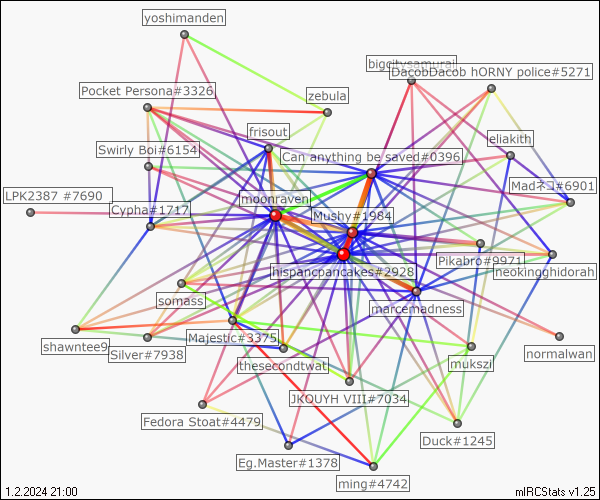 yoshimanden
bigcitysamurai
DacobDacob hORNY police#5271
Pocket Persona#3326
zebula
frisout
eliakith
Swirly Boi#6154
Can anything be saved#0396
LPK2387 #7690
moonraven
Madネコ#6901
Cypha#1717
Mushy#1984
hispancpancakes#2928
Pikabro#9971
neokingghidorah
somass
marcemadness
shawntee9
Majestic#3375
Silver#7938
thesecondtwat
mukszi
normalwan
JKOUYH VIII#7034
Fedora Stoat#4479
Duck#1245
Eg.Master#1378
ming#4742
1.2.2024 21:00
mIRCStats v1.25